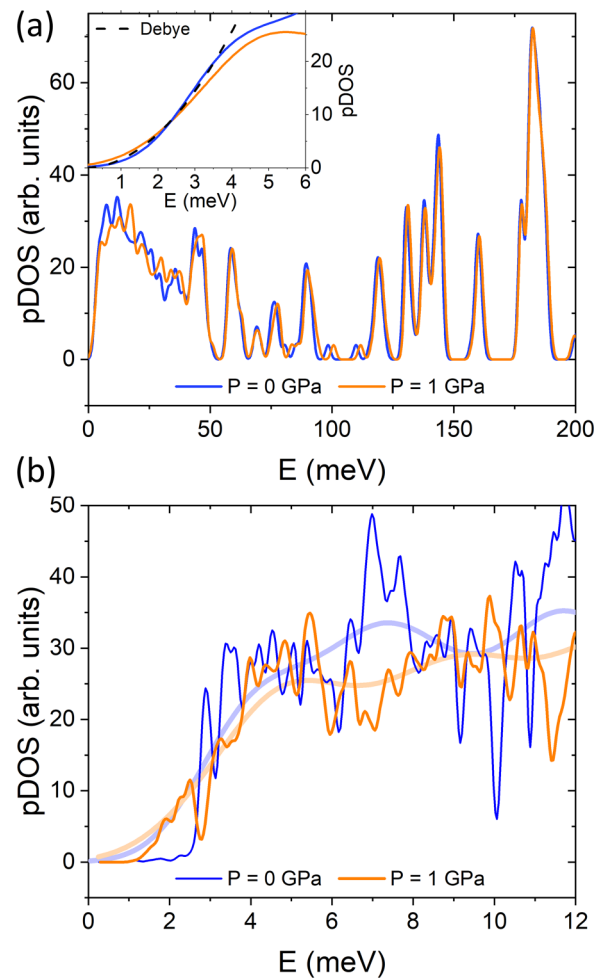 (a)
Debye
pDOS
20
10
0
1 2 3 4 5 6
E (meV)
pDOS (arb. units)
60
40
20
0
P = 0 GPa P = 1 GPa
0 50 100 150 200
E (meV)
(b)
pDOS (arb. units)
50
40
30
20
10
0
P = 0 GPa P = 1 GPa
0 2 4 6 8 10 12
E (meV)